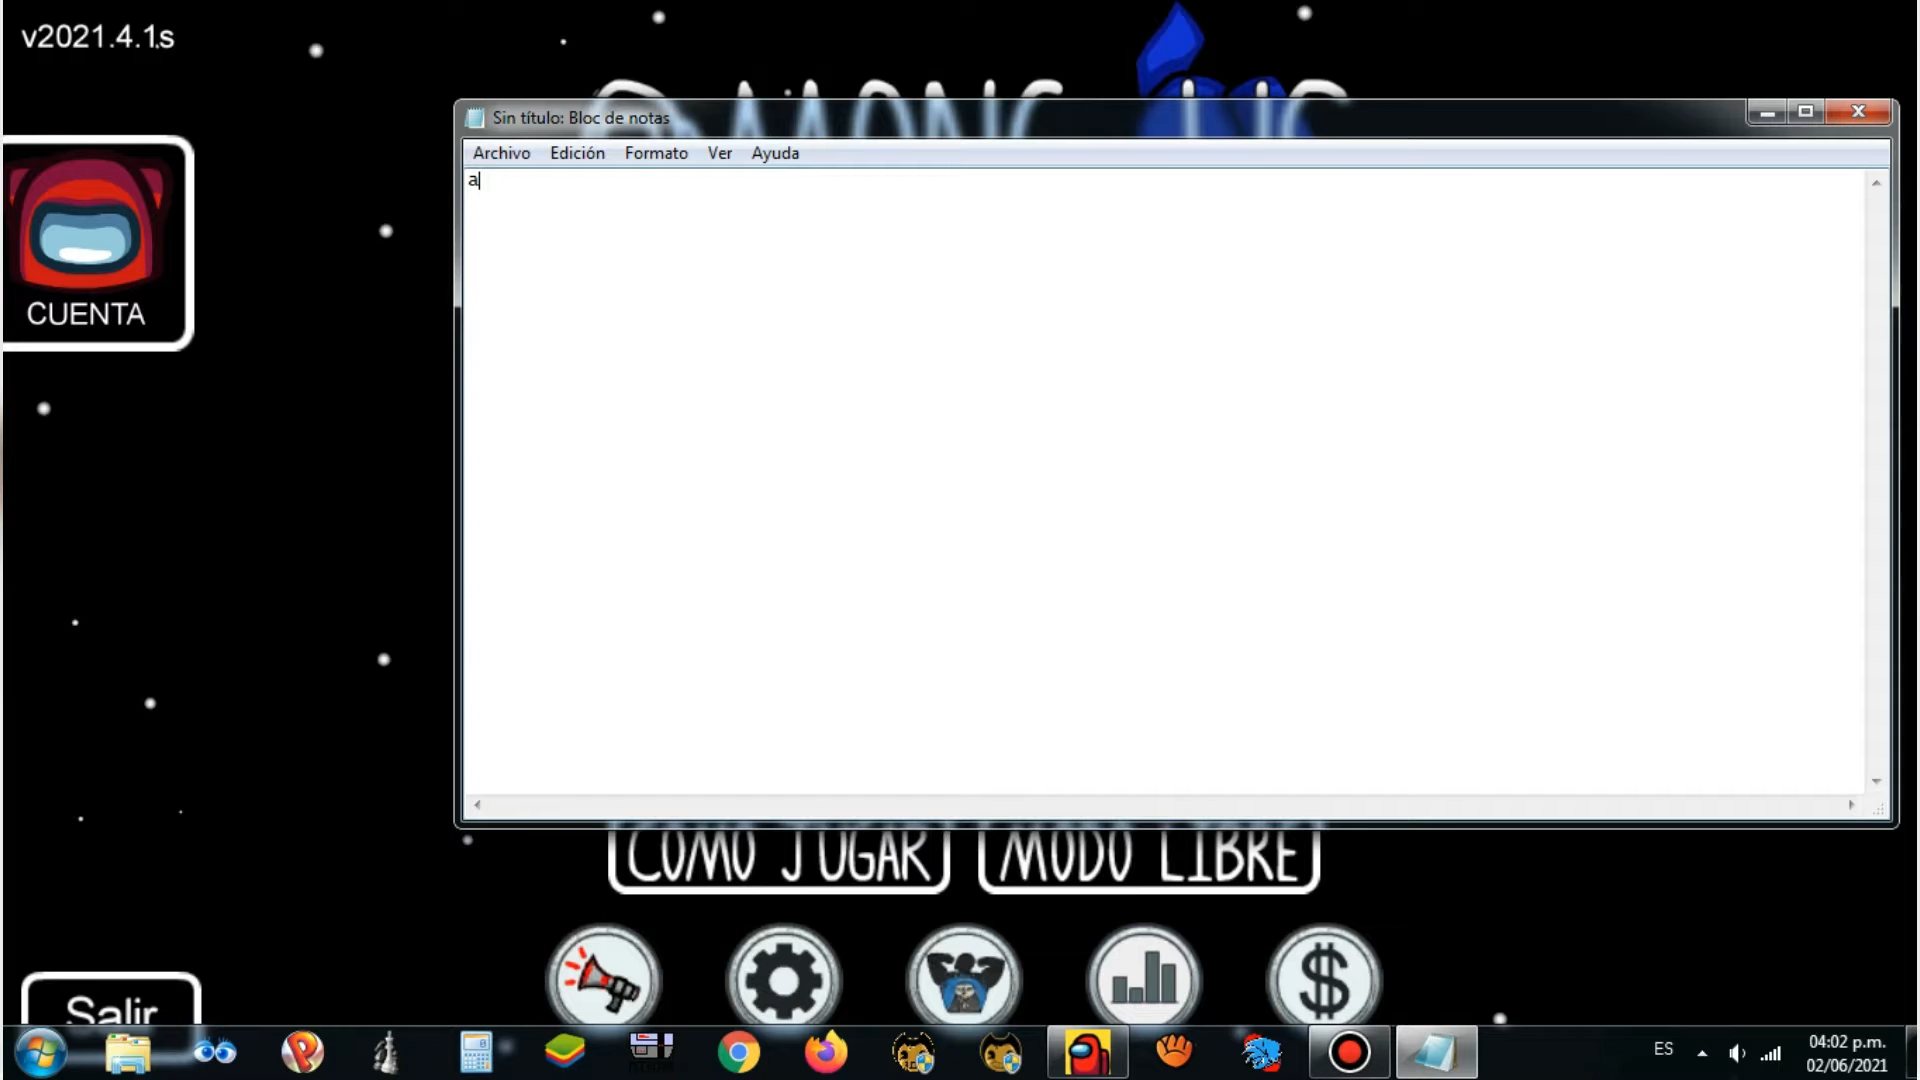 v2021.4.1s
Sin título: Bloc de notas
Archivo Edición Formato Ver Ayuda
a
CUENTA
COMO JUGAR
MODO LIBRE
Salir
ES
04:02 p.m.
02/06/2021